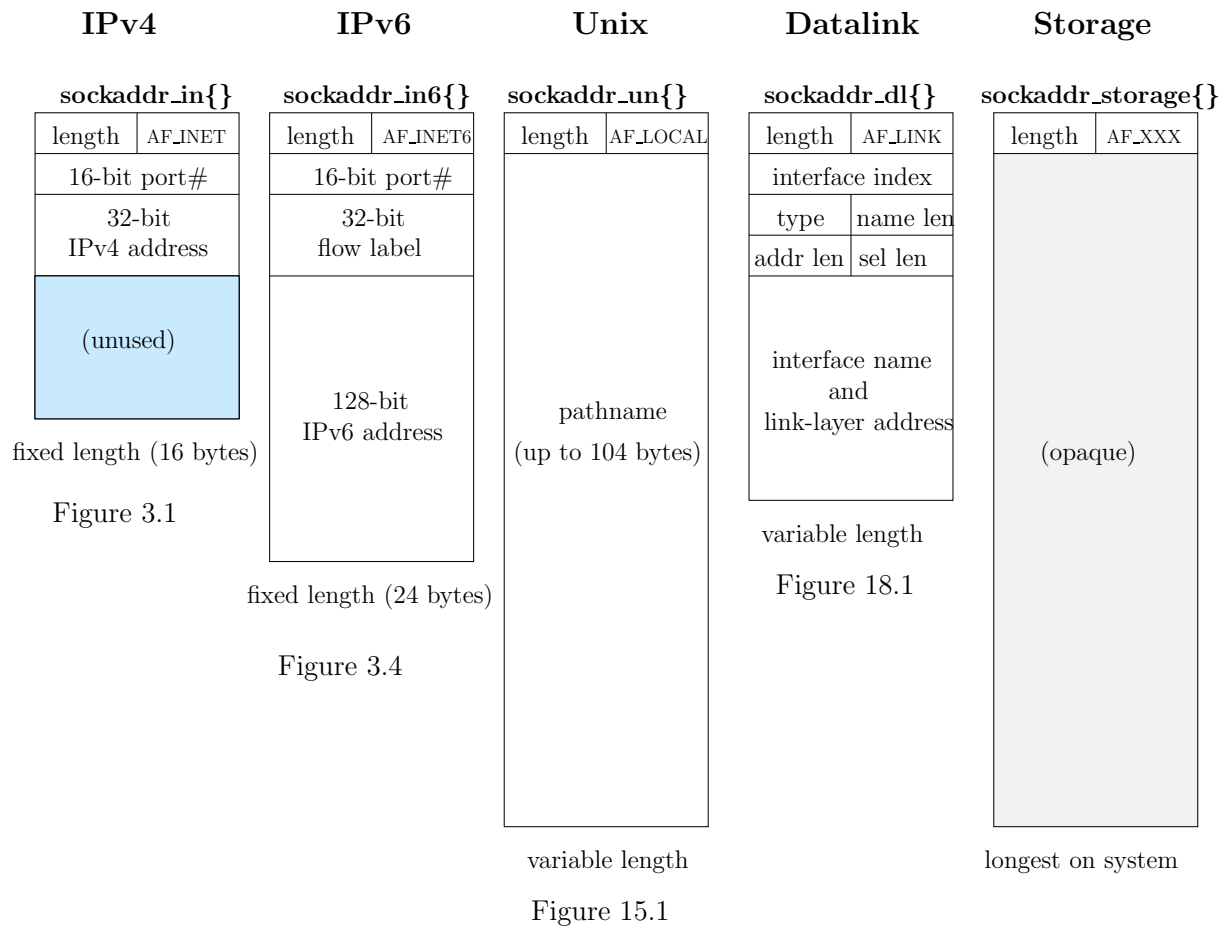 IPv4
IPv6
Unix
Datalink
Storage
sockaddr_in{}
sockaddr_in6{}
sockaddr_un{}
sockaddr_dl{}
sockaddr_storage{}
length
AF_INET
16-bit port#
32-bit
IPv4 address
(unused)
fixed length (16 bytes)
Figure 3.1
length
AF_INET6
16-bit port#
32-bit
flow label
128-bit
IPv6 address
fixed length (24 bytes)
Figure 3.4
length
AF_LOCAL
pathname
(up to 104 bytes)
variable length
Figure 15.1
length
AF_LINK
interface index
type
name len
addr len
sel len
interface name
and
link-layer address
variable length
Figure 18.1
length
AF_XXX
(opaque)
longest on system